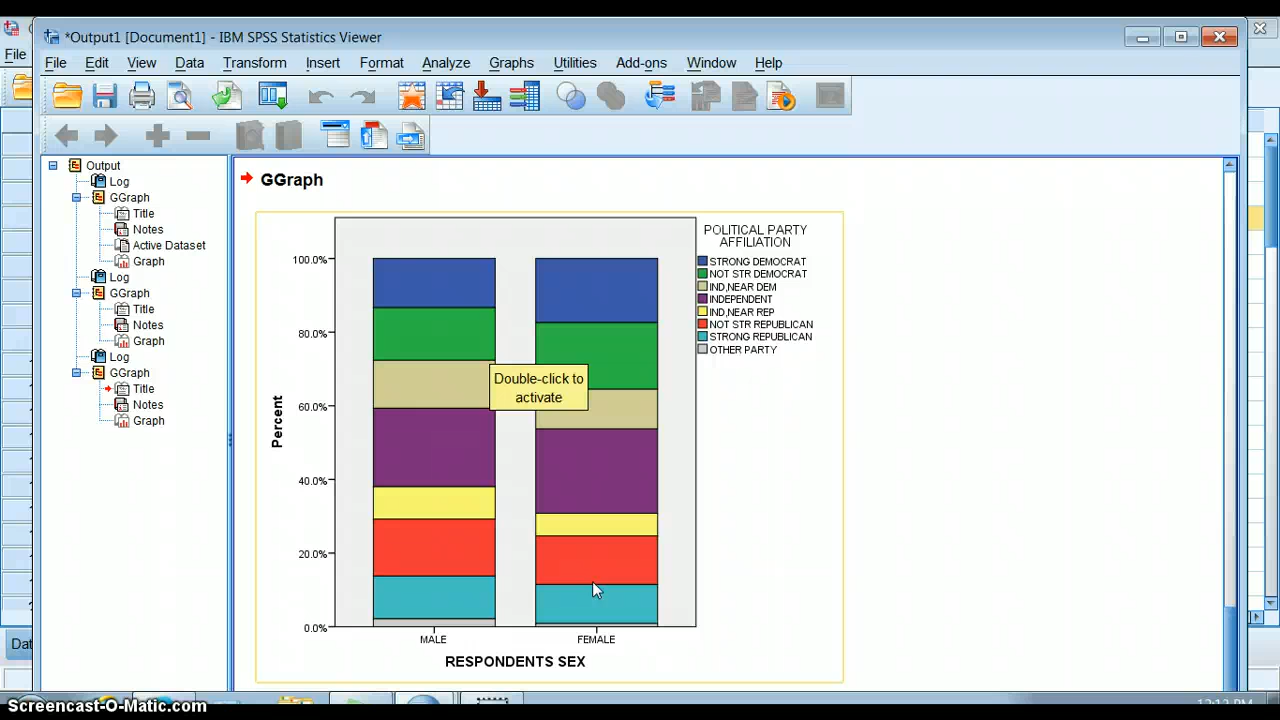 *Output1 [Document1] - IBM SPSS Statistics Viewer
File
File Edit View Data Transform Insert Format Analyze Graphs Utilities Add-ons Window Help
Output
Log
GGraph
Title
Notes
Active Dataset
Graph
Log
GGraph
Title
Notes
Graph
Log
GGraph
Title
Notes
Graph
GGraph
POLITICAL PARTY
AFFILIATION
STRONG DEMOCRAT
NOT STR DEMOCRAT
IND,NEAR DEM
INDEPENDENT
IND,NEAR REP
NOT STR REPUBLICAN
STRONG REPUBLICAN
OTHER PARTY
100.0%
80.0%
60.0%
40.0%
20.0%
0.0%
Percent
Double-click to
activate
MALE FEMALE
RESPONDENTS SEX
Dat
Screencast-O-Matic.com